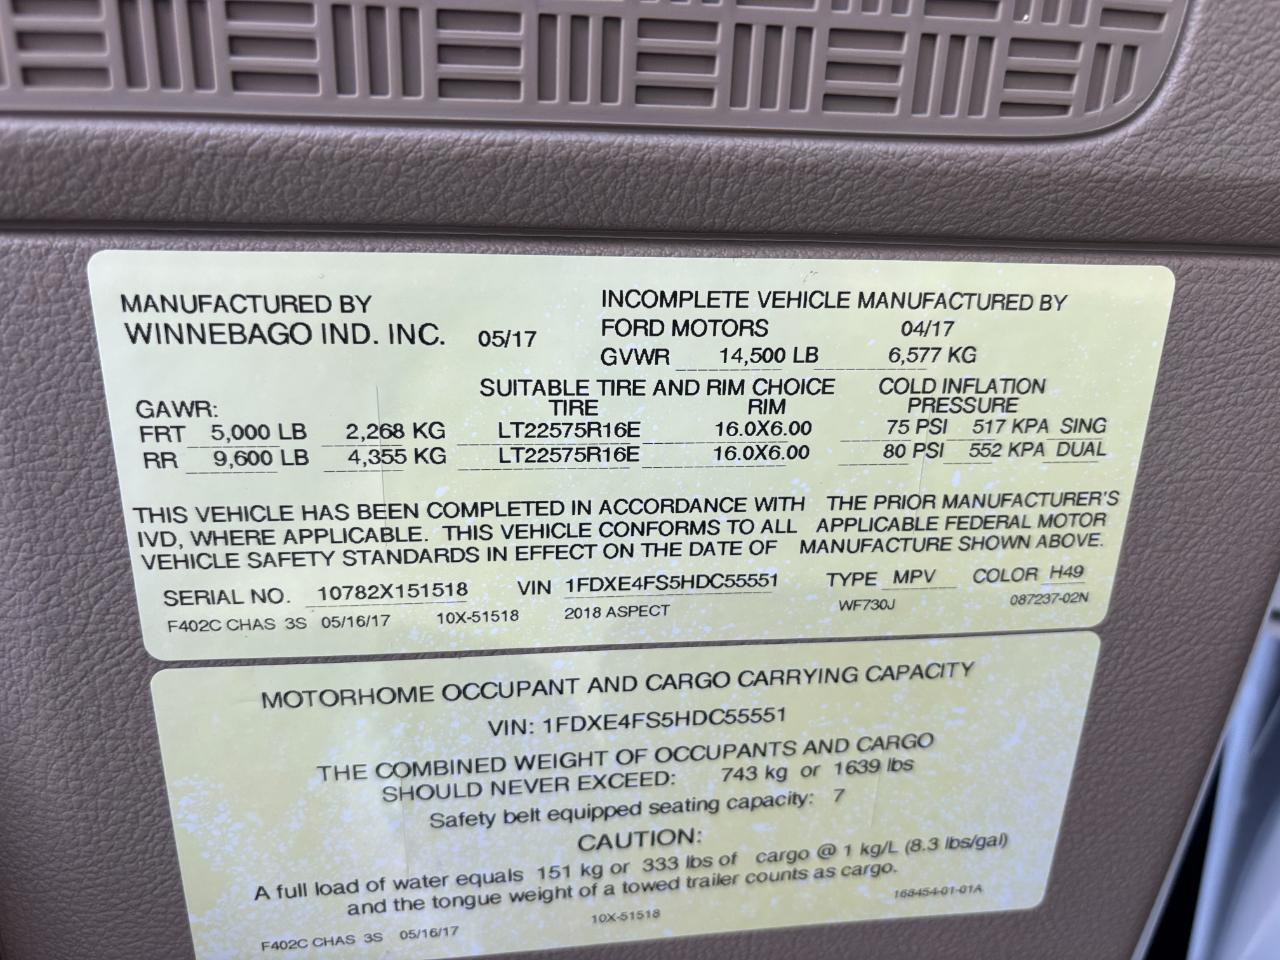 MANUFACTURED BY
WINNEBAGO IND. INC. 05/17
INCOMPLETE VEHICLE MANUFACTURED BY
FORD MOTORS 04/17
GVWR 14,500 LB 6,577 KG
SUITABLE TIRE AND RIM CHOICE COLD INFLATION
GAWR: TIRE RIM PRESSURE
FRT 5,000 LB 2,268 KG LT22575R16E 16.0X6.00 75 PSI 517 KPA SING
RR 9,600 LB 4,355 KG LT22575R16E 16.0X6.00 80 PSI 552 KPA DUAL
THIS VEHICLE HAS BEEN COMPLETED IN ACCORDANCE WITH THE PRIOR MANUFACTURER'S
IVD, WHERE APPLICABLE. THIS VEHICLE CONFORMS TO ALL APPLICABLE FEDERAL MOTOR
VEHICLE SAFETY STANDARDS IN EFFECT ON THE DATE OF MANUFACTURE SHOWN ABOVE.
SERIAL NO. 10782X151518 VIN 1FDXE4FS5HDC55551 TYPE MPV COLOR H49
F402C CHAS 3S 05/16/17 10X-51518 2018 ASPECT WF730J 087237-02N
MOTORHOME OCCUPANT AND CARGO CARRYING CAPACITY
VIN: 1FDXE4FS5HDC55551
THE COMBINED WEIGHT OF OCCUPANTS AND CARGO
SHOULD NEVER EXCEED: 743 kg or 1639 lbs
Safety belt equipped seating capacity: 7
CAUTION:
A full load of water equals 151 kg or 333 lbs of cargo @ 1 kg/L (8.3 lbs/gal)
and the tongue weight of a towed trailer counts as cargo.
168454-01-01A
F402C CHAS 3S 05/16/17 10X-51518